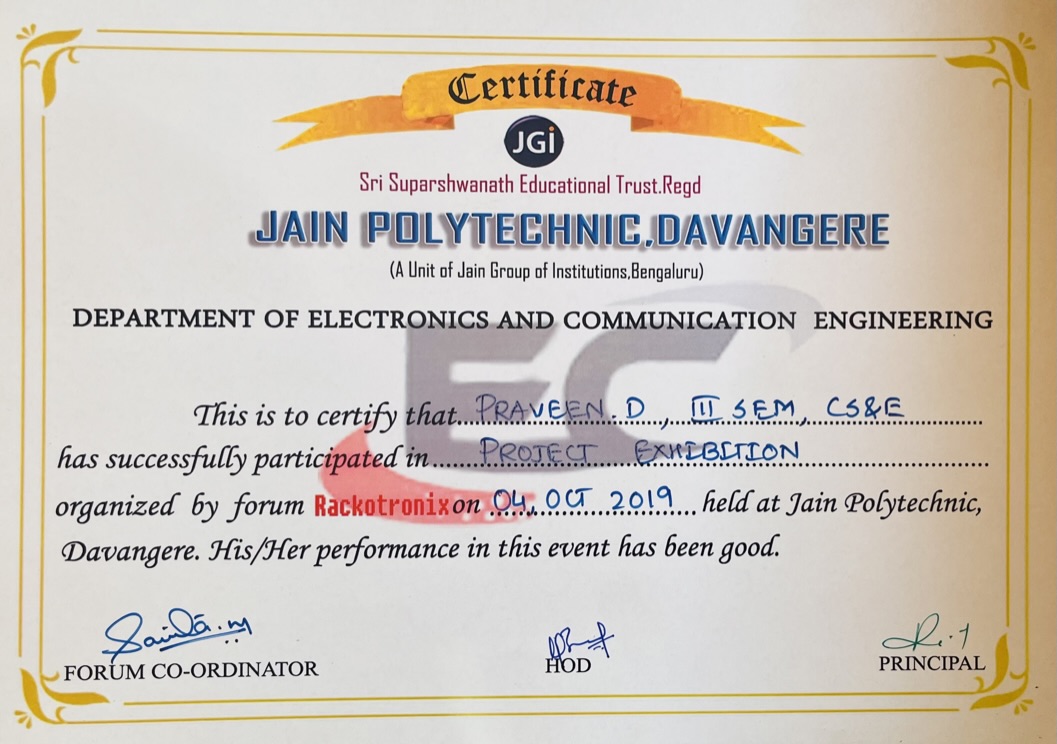 Certificate
JGi
Sri Suparshwanath Educational Trust.Regd
JAIN POLYTECHNIC,DAVANGERE
(A Unit of Jain Group of Institutions,Bengaluru)
EC
DEPARTMENT OF ELECTRONICS AND COMMUNICATION ENGINEERING
This is to certify that PRAVEEN.D, III SEM, CS&E
has successfully participated in PROJECT EXHIBITION
organized by forum Rackotronix on 04, OCT 2019 held at Jain Polytechnic,
Davangere. His/Her performance in this event has been good.
FORUM CO-ORDINATOR HOD PRINCIPAL